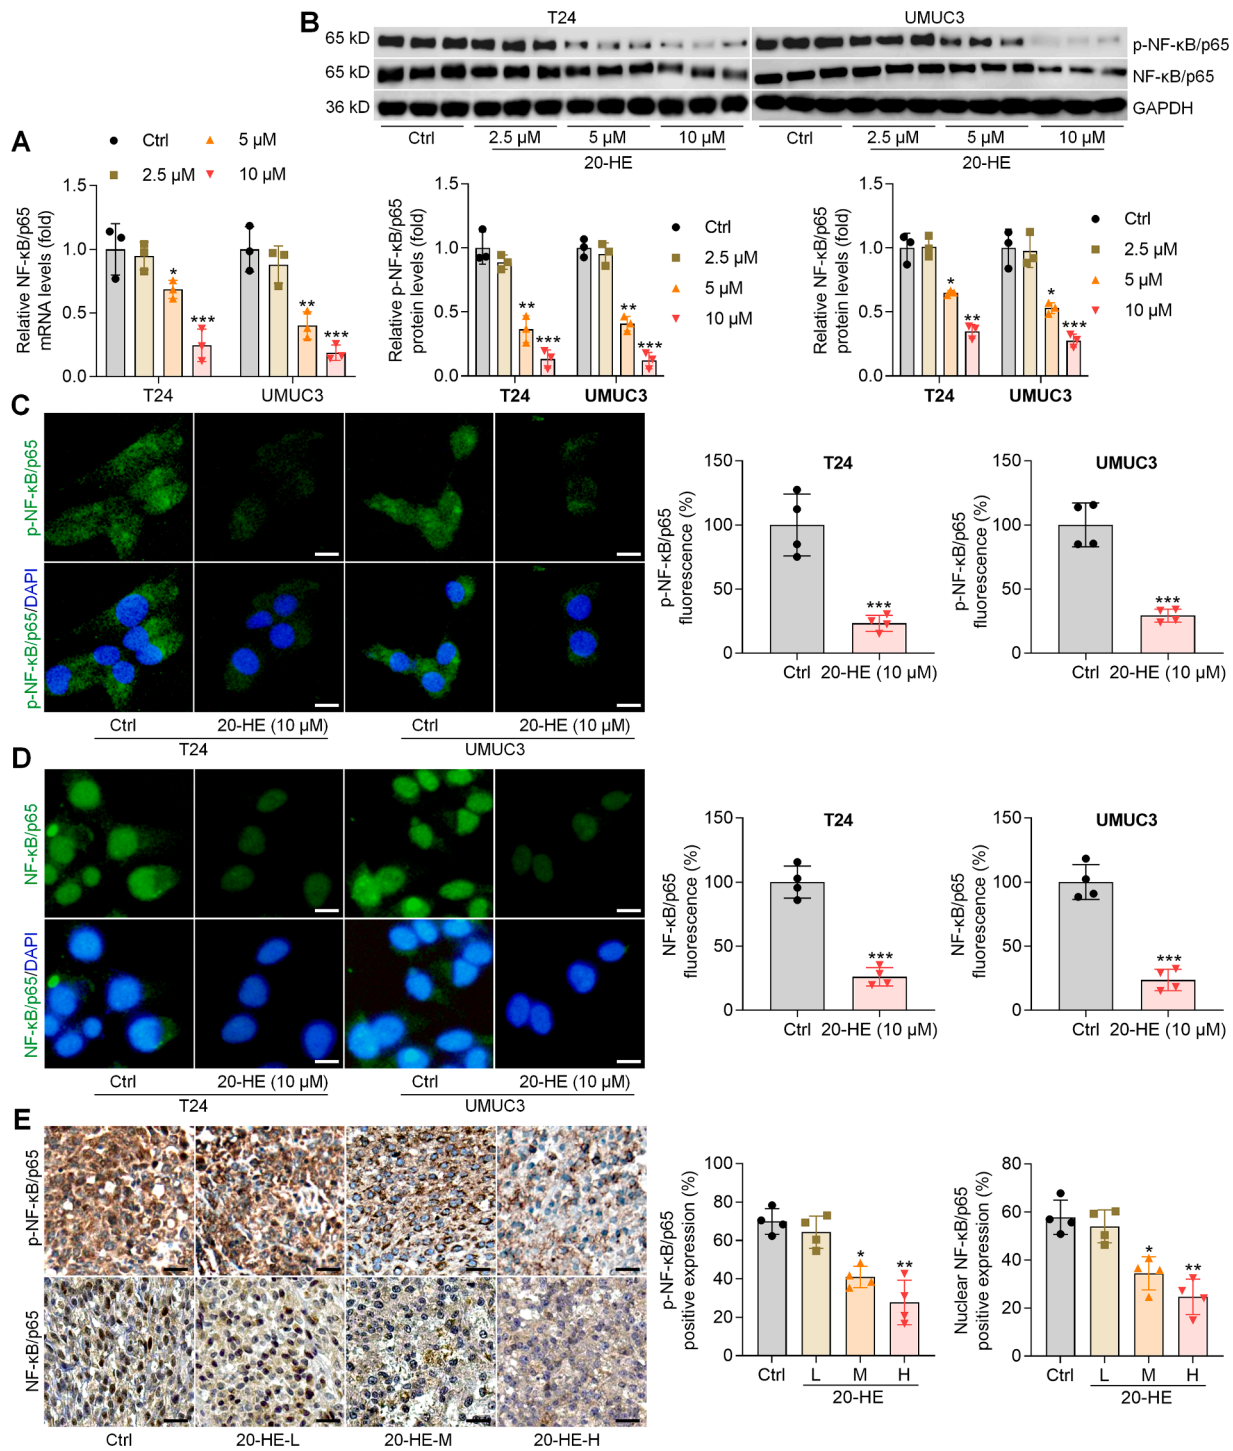 B
T24
UMUC3
65 kD
p-NF-κB/p65
65 kD
NF-κB/p65
36 kD
GAPDH
Ctrl
2.5 μM
5 μM
10 μM
Ctrl
2.5 μM
5 μM
10 μM
20-HE
20-HE
A
Ctrl
5 μM
2.5 μM
10 μM
Relative NF-κB/p65
mRNA levels (fold)
1.5
1.0
0.5
0.0
*
***
**
***
T24
UMUC3
Relative p-NF-κB/p65
protein levels (fold)
1.5
1.0
0.5
0.0
**
***
**
***
T24
UMUC3
Ctrl
2.5 μM
5 μM
10 μM
Relative NF-κB/p65
protein levels (fold)
1.5
1.0
0.5
0.0
*
**
*
***
T24
UMUC3
Ctrl
2.5 μM
5 μM
10 μM
C
p-NF-κB/p65
p-NF-κB/p65/DAPI
Ctrl
20-HE (10 μM)
Ctrl
20-HE (10 μM)
T24
UMUC3
p-NF-κB/p65
fluorescence (%)
T24
150
100
50
0
***
Ctrl
20-HE (10 μM)
p-NF-κB/p65
fluorescence (%)
UMUC3
150
100
50
0
***
Ctrl
20-HE (10 μM)
D
NF-κB/p65
NF-κB/p65/DAPI
Ctrl
20-HE (10 μM)
Ctrl
20-HE (10 μM)
T24
UMUC3
NF-κB/p65
fluorescence (%)
T24
150
100
50
0
***
Ctrl
20-HE (10 μM)
NF-κB/p65
fluorescence (%)
UMUC3
150
100
50
0
***
Ctrl
20-HE (10 μM)
E
p-NF-κB/p65
NF-κB/p65
Ctrl
20-HE-L
20-HE-M
20-HE-H
p-NF-κB/p65
positive expression (%)
100
80
60
40
20
0
*
**
Ctrl
L
M
H
20-HE
Nuclear NF-κB/p65
positive expression (%)
80
60
40
20
0
*
**
Ctrl
L
M
H
20-HE